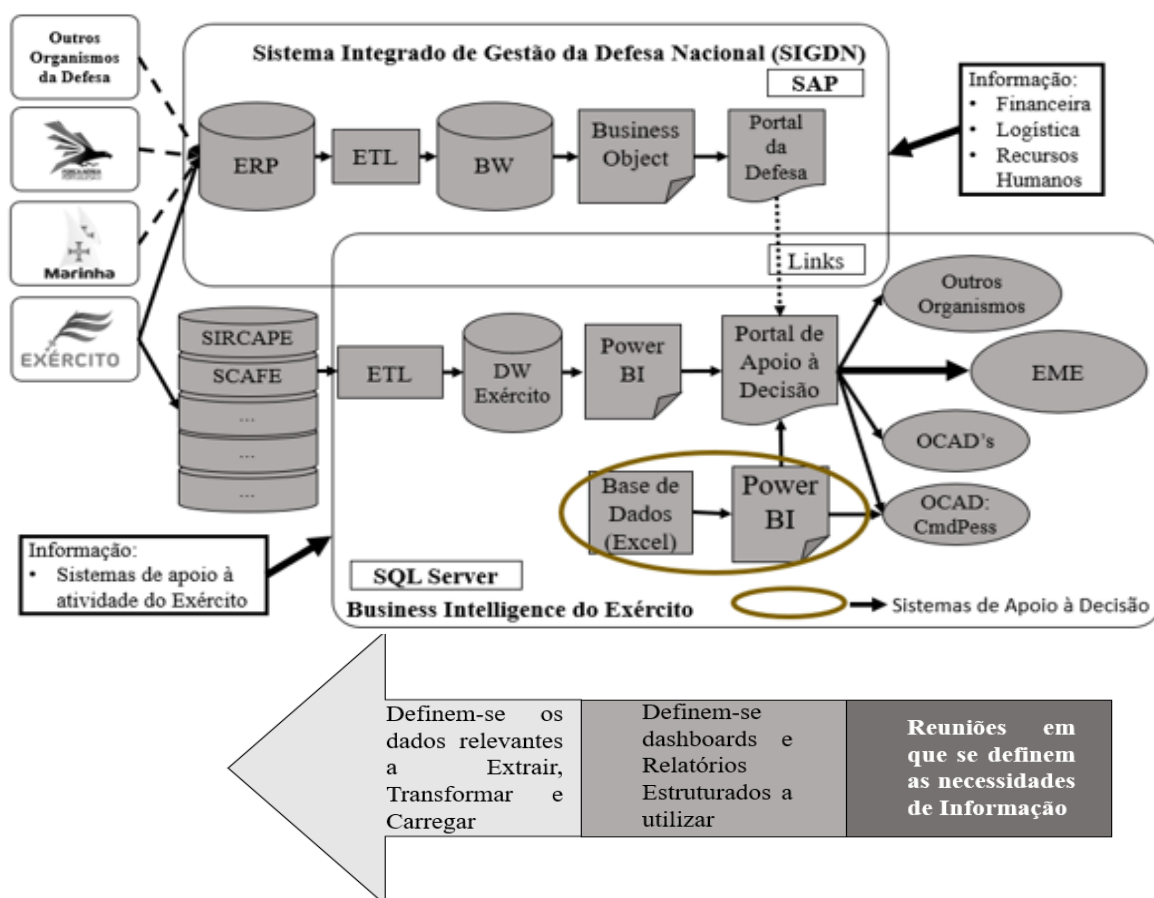 Outros
Organismos
da Defesa
Marinha
EXÉRCITO
Sistema Integrado de Gestão da Defesa Nacional (SIGDN)
SAP
ERP
ETL
BW
Business
Object
Portal
da
Defesa
Informação:
• Financeira
• Logística
• Recursos
Humanos
Links
SIRCAPE
SCAFE
...
...
...
ETL
DW
Exército
Power
BI
Portal de
Apoio à
Decisão
Outros
Organismos
EME
OCAD's
OCAD:
CmdPess
Base de
Dados
(Excel)
Power
BI
Informação:
• Sistemas de apoio à
atividade do Exército
SQL Server
Business Intelligence do Exército
Sistemas de Apoio à Decisão
Definem-se os
dados relevantes
a Extrair,
Transformar e
Carregar
Definem-se
dashboards e
Relatórios
Estruturados a
utilizar
Reuniões em
que se definem
as necessidades
de Informação